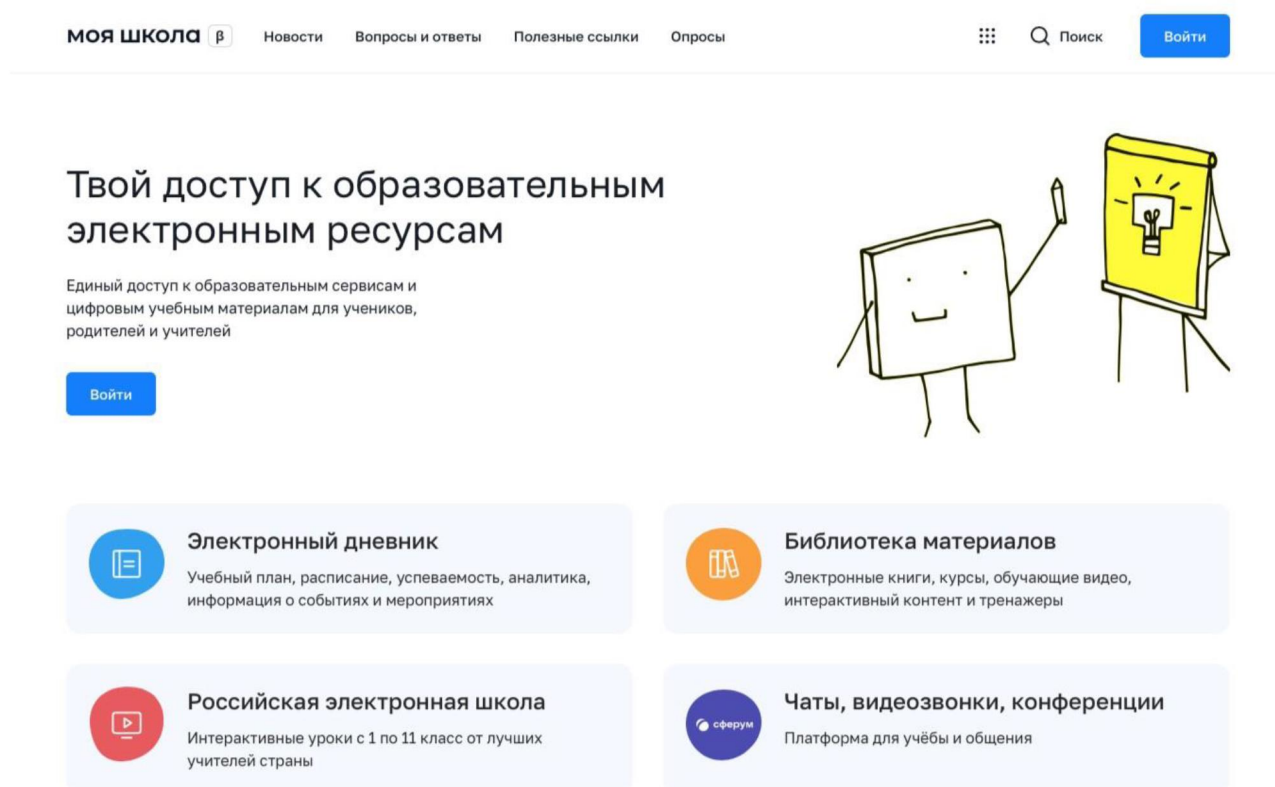 моя школа β Новости Вопросы и ответы Полезные ссылки Опросы Поиск Войти
Твой доступ к образовательным
электронным ресурсам
Единый доступ к образовательным сервисам и
цифровым учебным материалам для учеников,
родителей и учителей
Войти
Электронный дневник
Учебный план, расписание, успеваемость, аналитика,
информация о событиях и мероприятиях
Библиотека материалов
Электронные книги, курсы, обучающие видео,
интерактивный контент и тренажеры
Российская электронная школа
Интерактивные уроки с 1 по 11 класс от лучших
учителей страны
сферум
Чаты, видеозвонки, конференции
Платформа для учёбы и общения